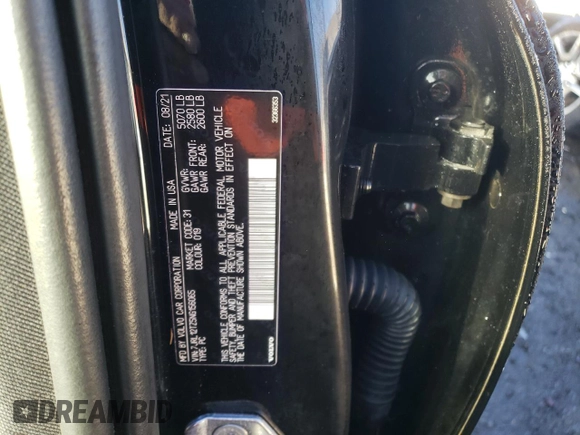 MFD BY VOLVO CAR CORPORATION MADE IN USA DATE: 08/21
VIN: 7JRL12TZ5NG156065 GVWR: 5070 LB
MARKET CODE: 31 GAWR FRONT: 2580 LB
TYPE: PC COLOUR: 019 GAWR REAR: 2600 LB
THIS VEHICLE CONFORMS TO ALL APPLICABLE FEDERAL MOTOR VEHICLE
SAFETY, BUMPER AND THEFT PREVENTION STANDARDS IN EFFECT ON
THE DATE OF MANUFACTURE SHOWN ABOVE.
VOLVO
DREAMBID